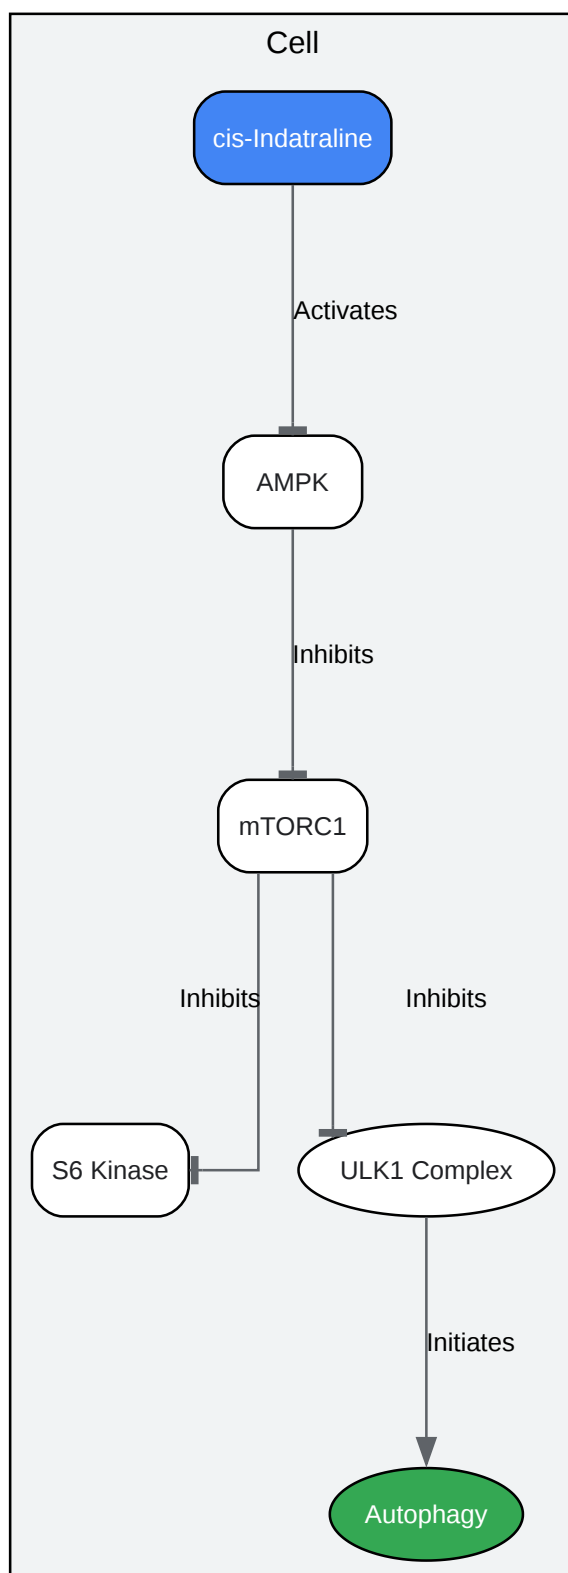 Cell
cis-Indatraline
Activates
AMPK
Inhibits
mTORC1
Inhibits
Inhibits
S6 Kinase
ULK1 Complex
Initiates
Autophagy